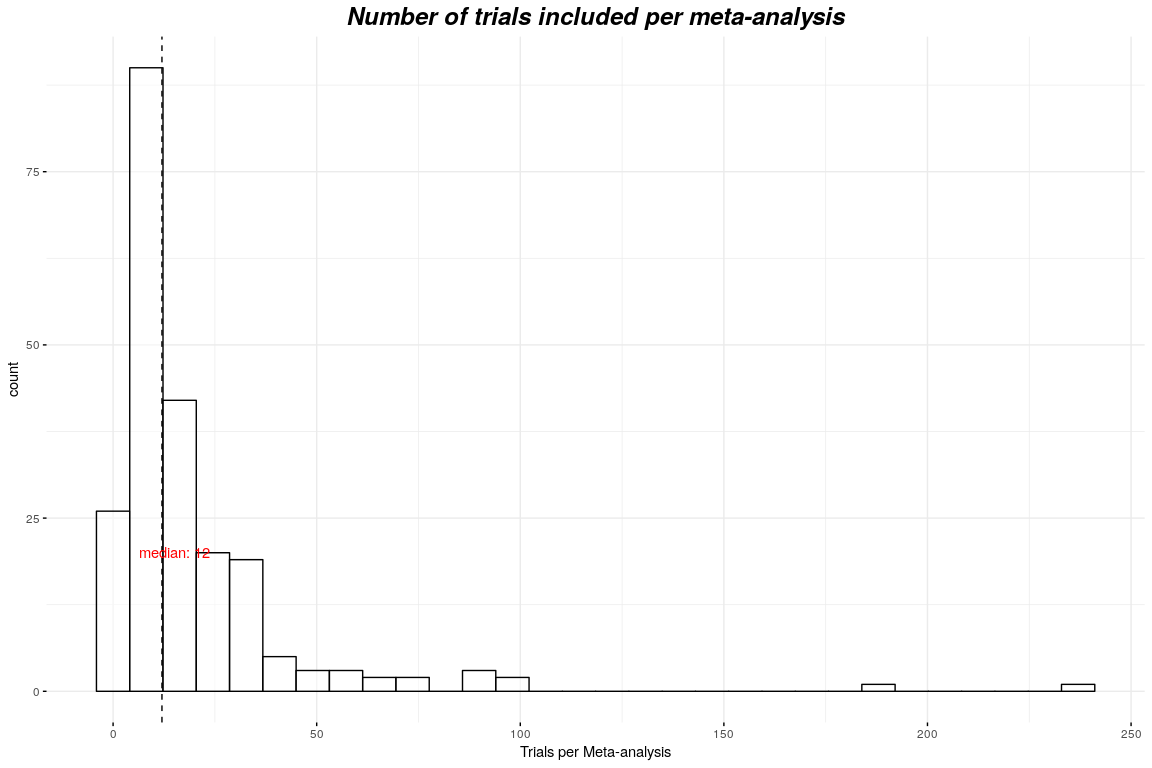 Number of trials included per meta-analysis
75
50
25
0
count
median: 12
0 50 100 150 200 250
Trials per Meta-analysis